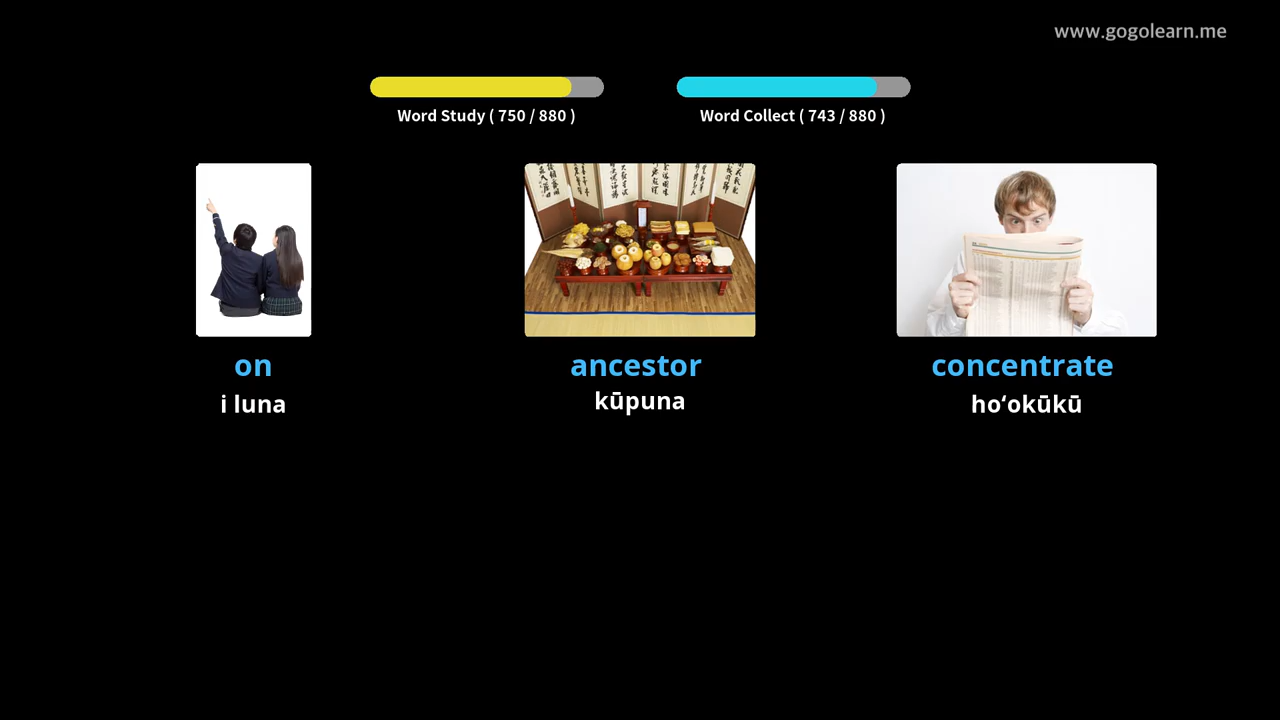 www.gogolearn.me
Word Study ( 750 / 880 )
Word Collect ( 743 / 880 )
on
i luna
ancestor
kūpuna
concentrate
hoʻokūkū